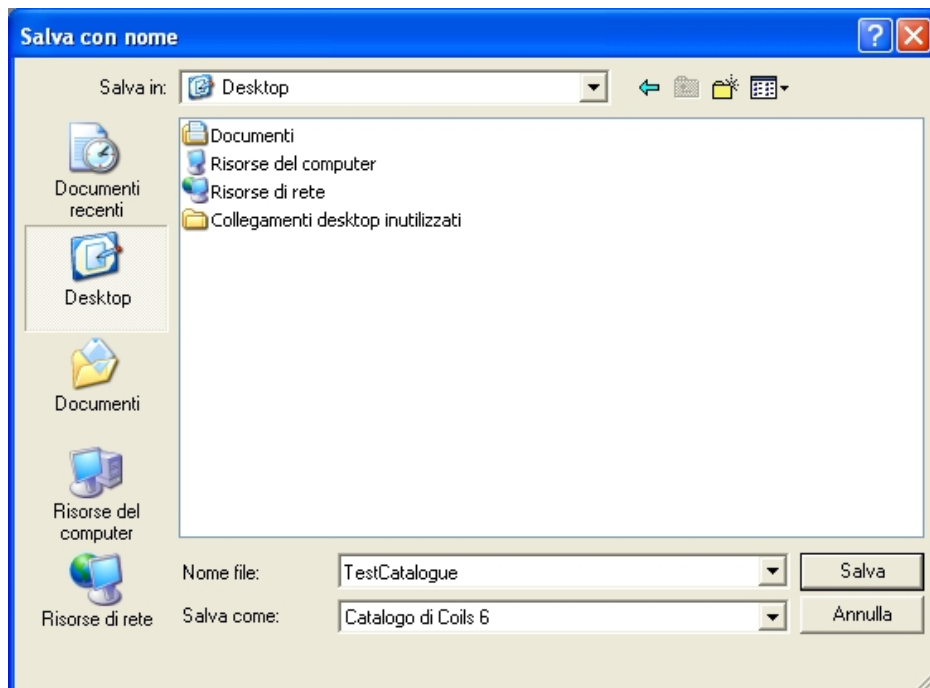 Salva con nome
Salva in:
Desktop
Documenti
Risorse del computer
Risorse di rete
Collegamenti desktop inutilizzati
Documenti
recenti
Desktop
Documenti
Risorse del
computer
Risorse di rete
Nome file:
TestCatalogue
Salva
Salva come:
Catalogo di Coils 6
Annulla